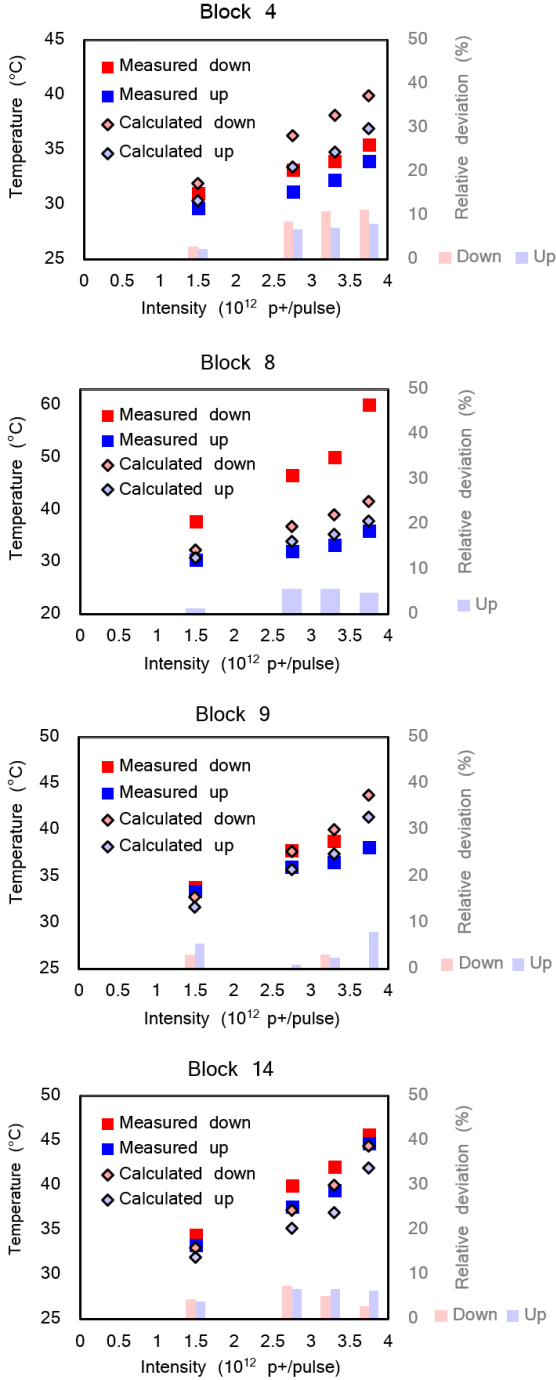 Block 4
45
40
35
30
25
Temperature (°C)
Measured down
Measured up
Calculated down
Calculated up
50
40
30
20
10
0
Relative deviation (%)
Down Up
0 0.5 1 1.5 2 2.5 3 3.5 4
Intensity (10¹² p+/pulse)
Block 8
60
50
40
30
20
Temperature (°C)
Measured down
Measured up
Calculated down
Calculated up
50
40
30
20
10
0
Relative deviation (%)
Up
0 0.5 1 1.5 2 2.5 3 3.5 4
Intensity (10¹² p+/pulse)
Block 9
50
45
40
35
30
25
Temperature (°C)
Measured down
Measured up
Calculated down
Calculated up
50
40
30
20
10
0
Relative deviation (%)
Down Up
0 0.5 1 1.5 2 2.5 3 3.5 4
Intensity (10¹² p+/pulse)
Block 14
50
45
40
35
30
25
Temperature (°C)
Measured down
Measured up
Calculated down
Calculated up
50
40
30
20
10
0
Relative deviation (%)
Down Up
0 0.5 1 1.5 2 2.5 3 3.5 4
Intensity (10¹² p+/pulse)